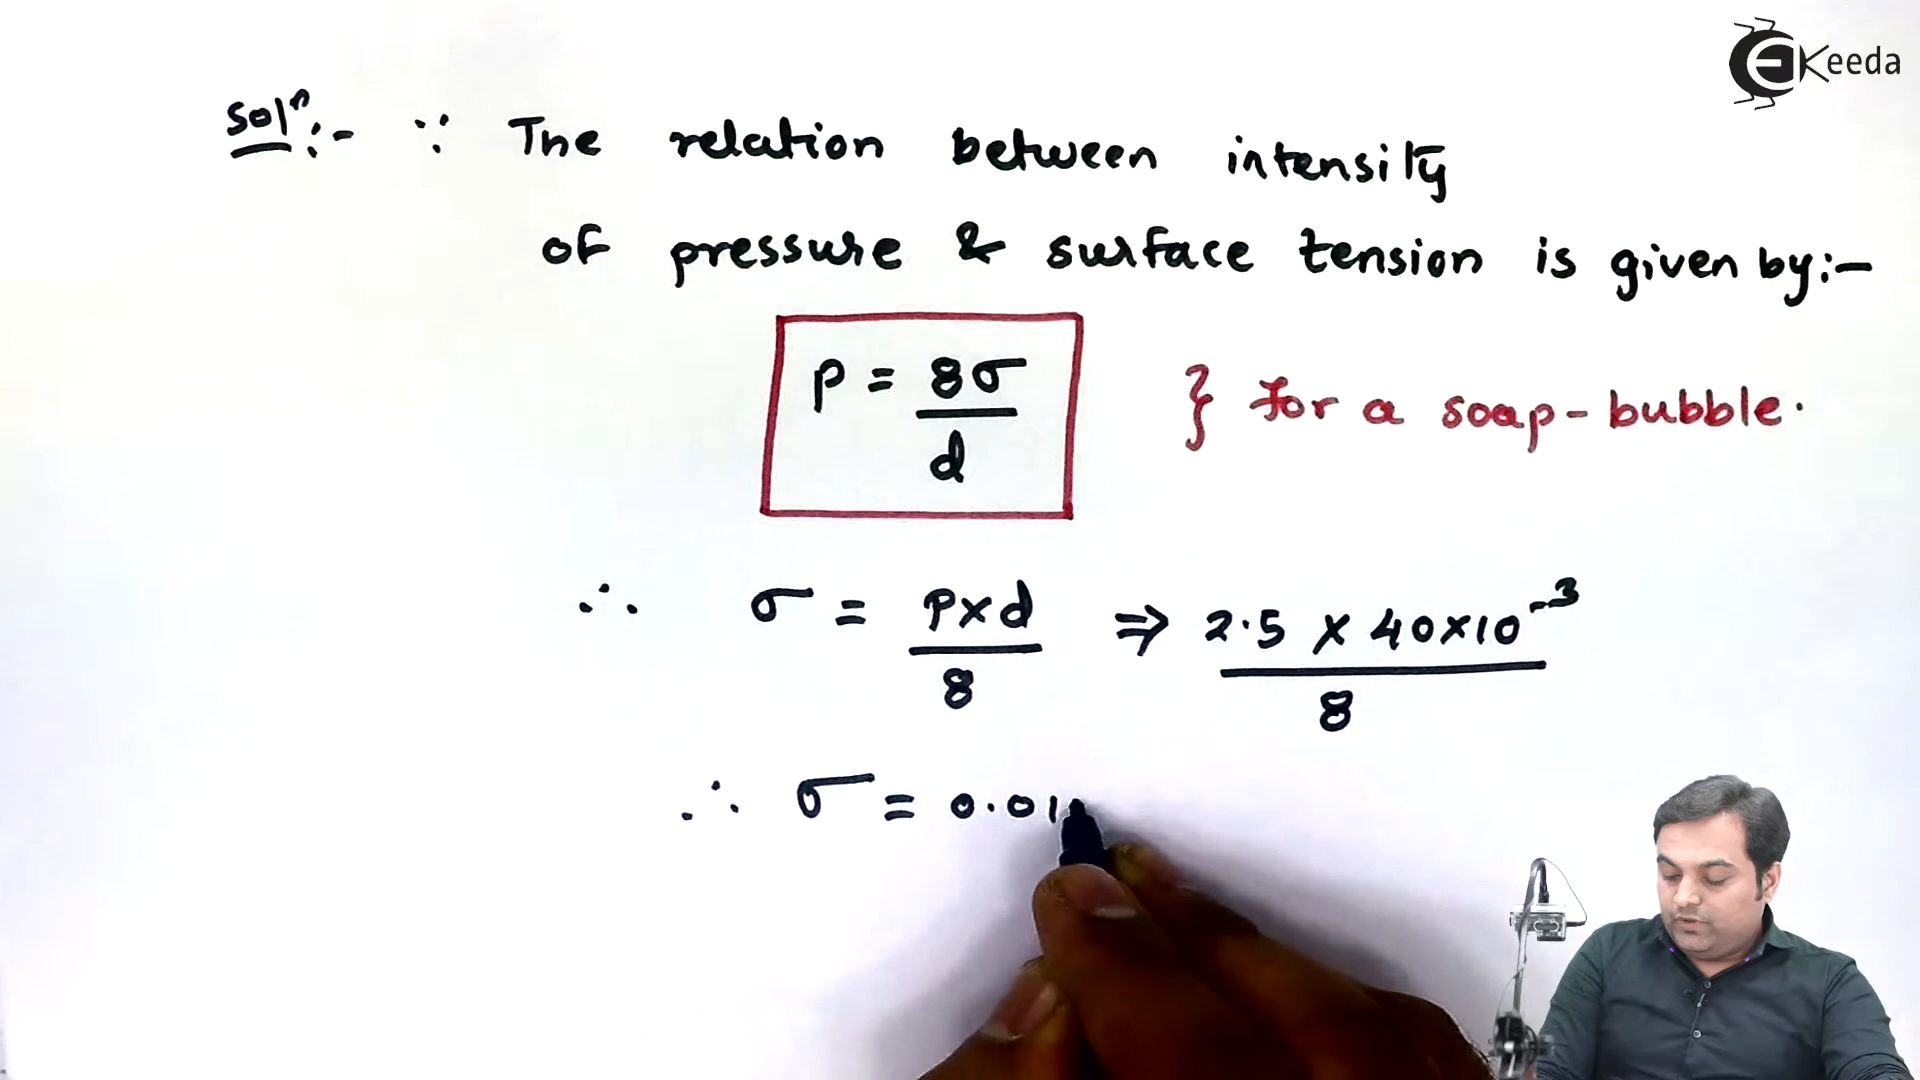 EKeeda
Solⁿ:- ∵ The relation between intensity
of pressure & surface tension is given by:-
p = 8σ/d } for a soap-bubble.
∴ σ = p×d/8 ⇒ 2.5 × 40×10⁻³/8
∴ σ = 0.01